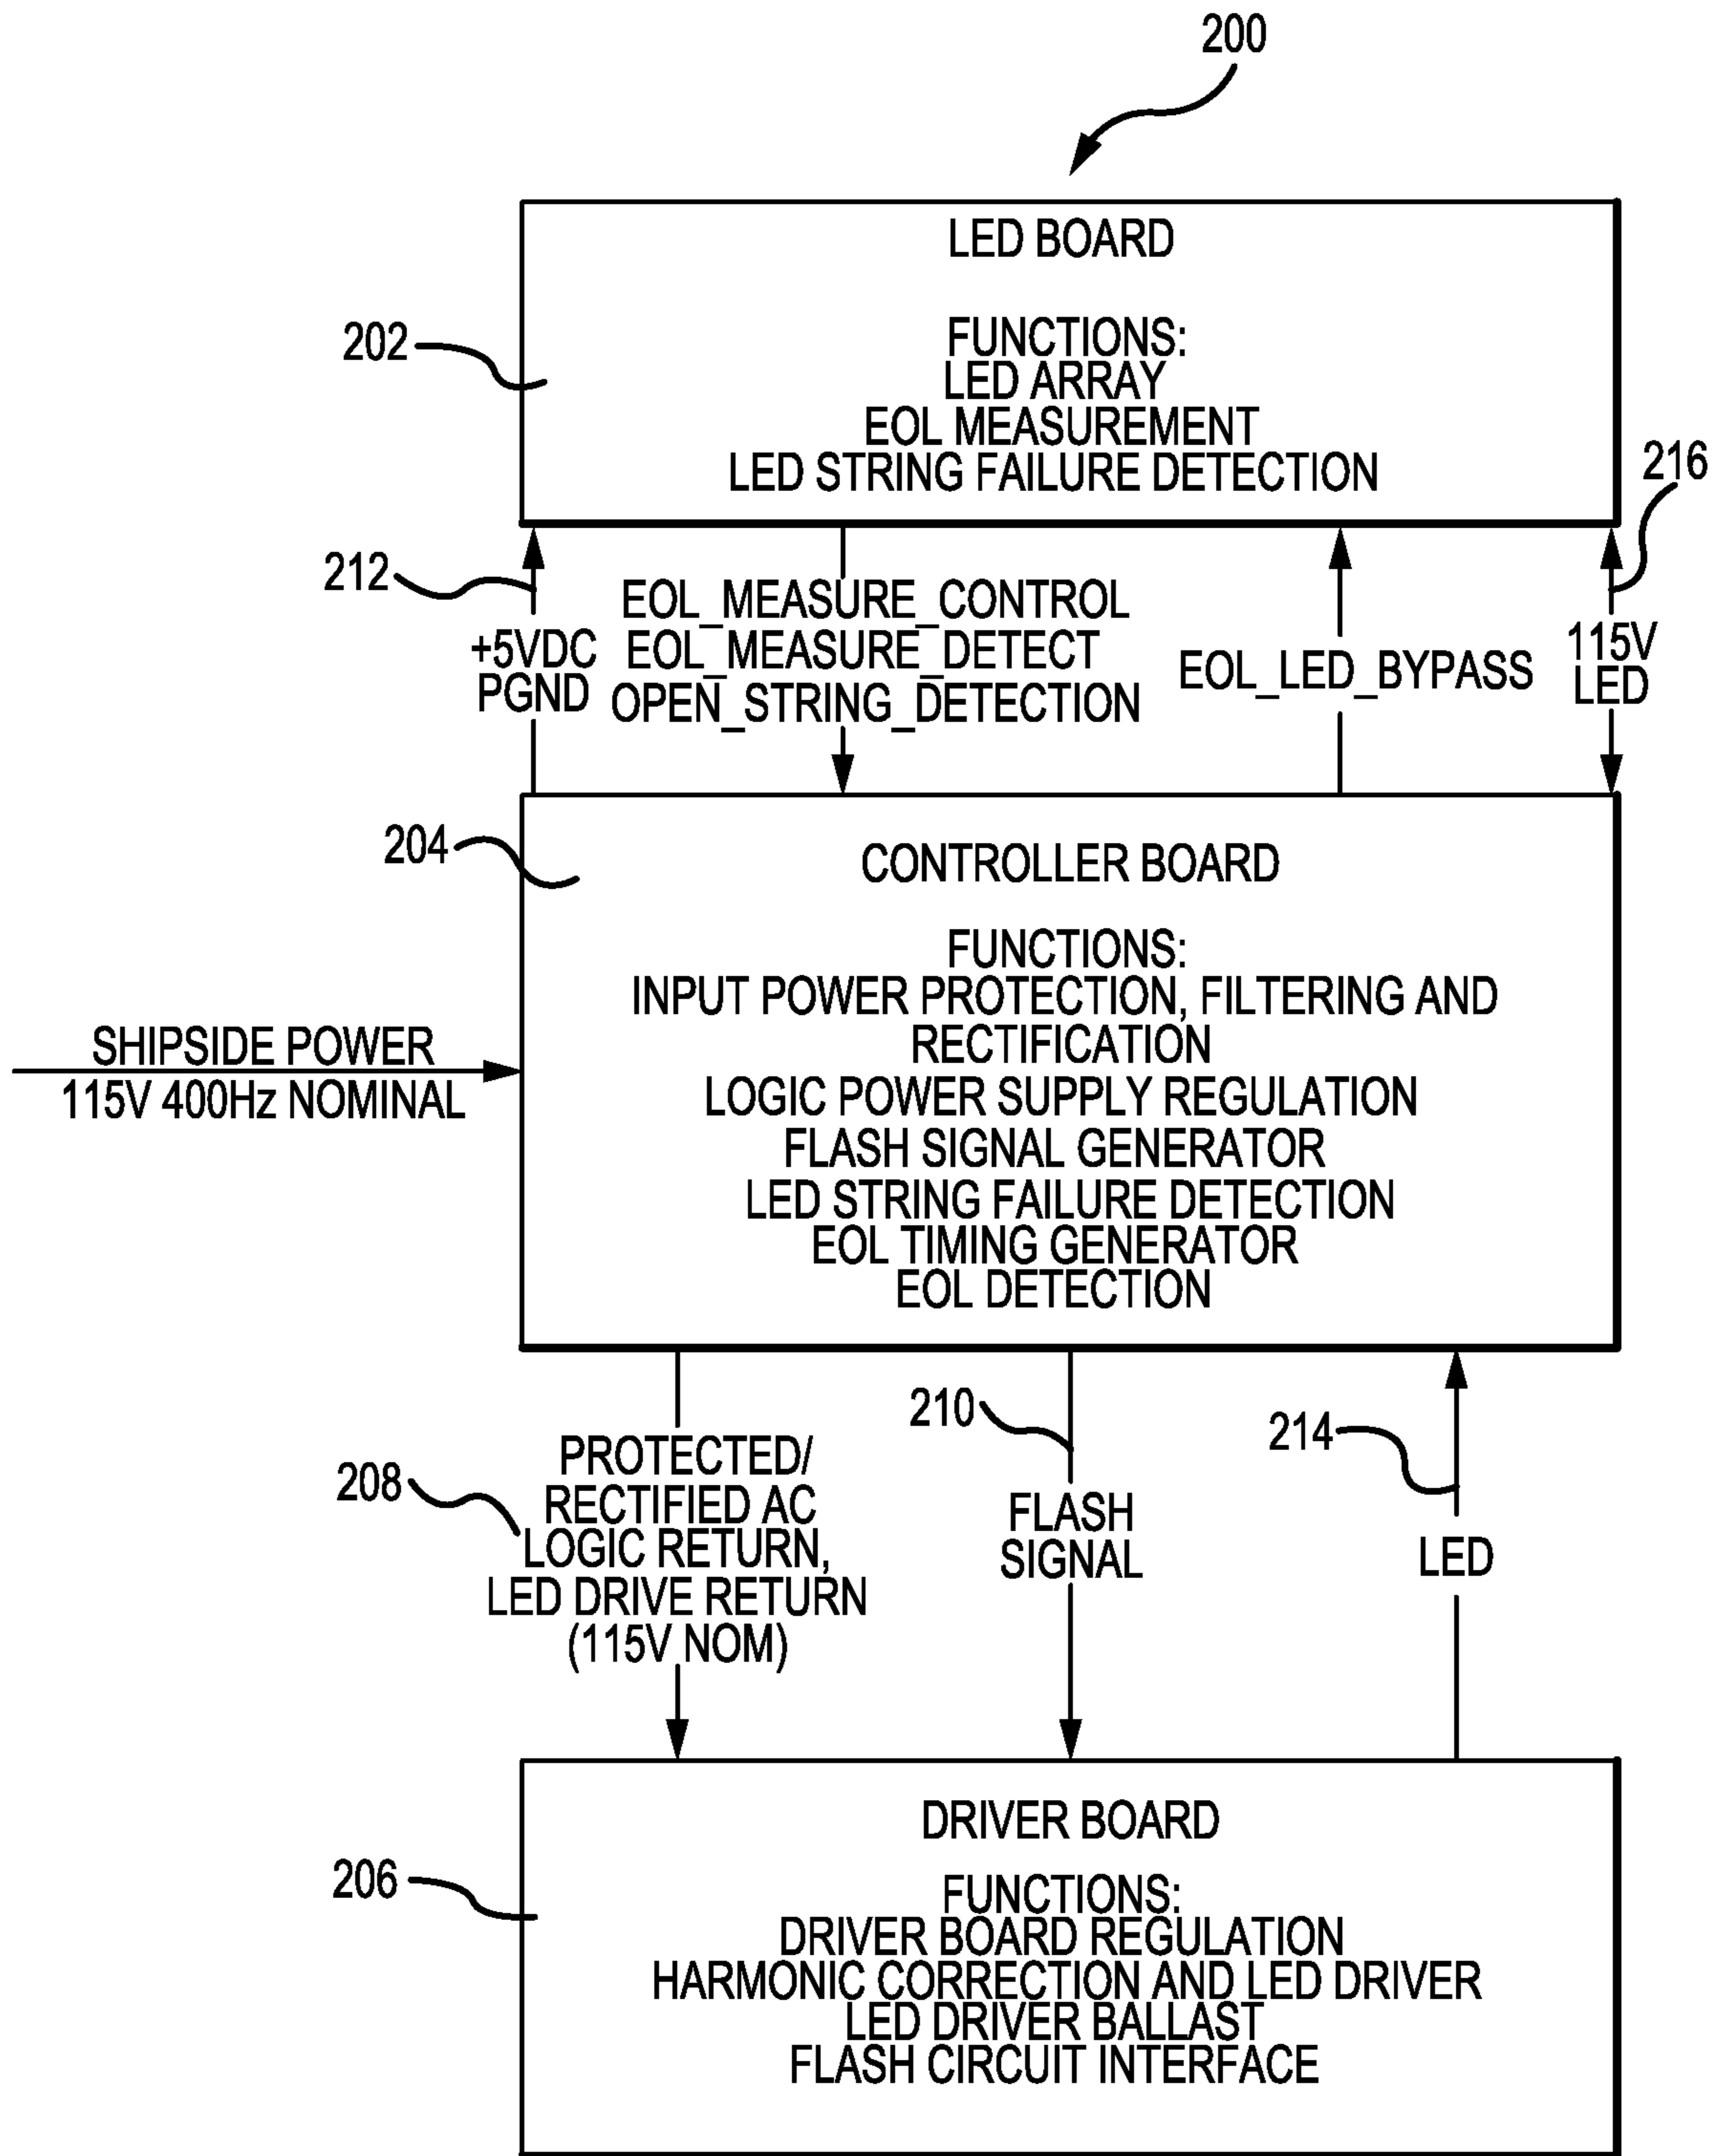 200
LED BOARD
FUNCTIONS:
LED ARRAY
EOL MEASUREMENT
LED STRING FAILURE DETECTION
202
216
212
+5VDC
PGND
EOL_MEASURE_CONTROL
EOL_MEASURE_DETECT
OPEN_STRING_DETECTION
EOL_LED_BYPASS
115V
LED
204
CONTROLLER BOARD
FUNCTIONS:
INPUT POWER PROTECTION, FILTERING AND
RECTIFICATION
LOGIC POWER SUPPLY REGULATION
FLASH SIGNAL GENERATOR
LED STRING FAILURE DETECTION
EOL TIMING GENERATOR
EOL DETECTION
SHIPSIDE POWER
115V 400Hz NOMINAL
208
PROTECTED/
RECTIFIED AC
LOGIC RETURN,
LED DRIVE RETURN
(115V NOM)
210
FLASH
SIGNAL
214
LED
206
DRIVER BOARD
FUNCTIONS:
DRIVER BOARD REGULATION
HARMONIC CORRECTION AND LED DRIVER
LED DRIVER BALLAST
FLASH CIRCUIT INTERFACE